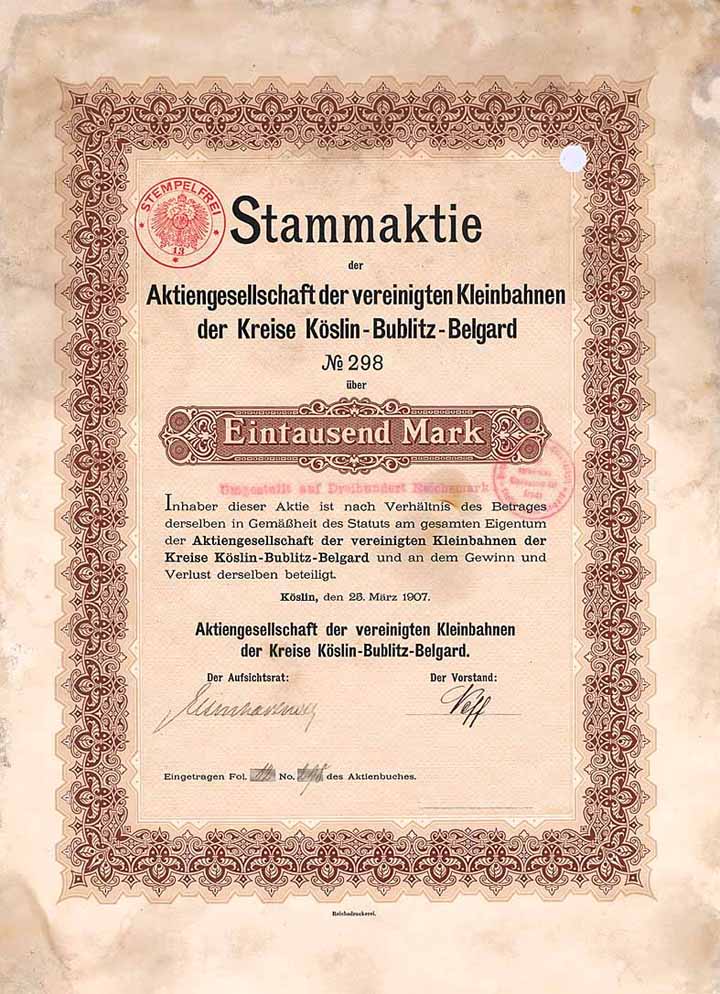 STEMPELFREI
13
Stammaktie
der
Aktiengesellschaft der vereinigten Kleinbahnen
der Kreise Köslin-Bublitz-Belgard
№ 298
über
Eintausend Mark
Umgestellt auf Dreihundert Reichsmark
Inhaber dieser Aktie ist nach Verhältnis des Betrages
derselben in Gemäßheit des Statuts am gesamten Eigentum
der Aktiengesellschaft der vereinigten Kleinbahnen der
Kreise Köslin-Bublitz-Belgard und an dem Gewinn und
Verlust derselben beteiligt.
Köslin, den 25. März 1907.
Aktiengesellschaft der vereinigten Kleinbahnen
der Kreise Köslin-Bublitz-Belgard.
Der Aufsichtsrat: Der Vorstand:
Eingetragen Fol. No. 298 des Aktienbuches.
Reichsdruckerei.